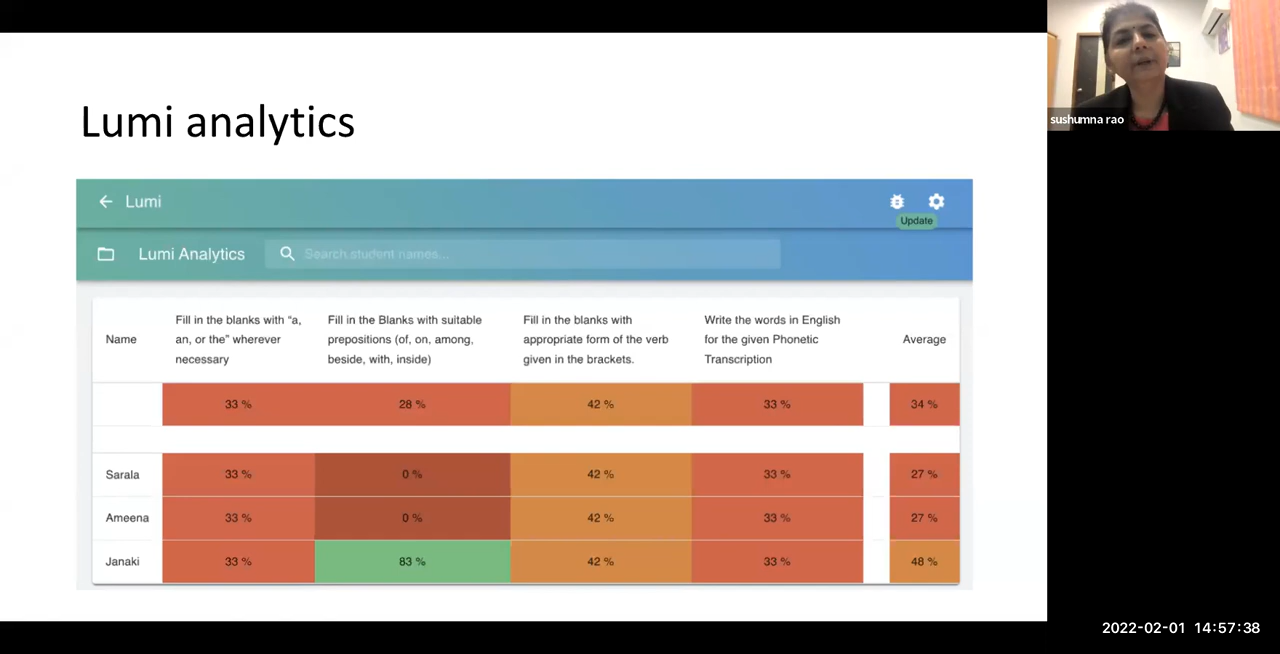 Lumi analytics
sushumna rao
Lumi
Update
Lumi Analytics
Search student names...
Name
Fill in the blanks with “a,
an, or the” wherever
necessary
Fill in the Blanks with suitable
prepositions (of, on, among,
beside, with, inside)
Fill in the blanks with
appropriate form of the verb
given in the brackets.
Write the words in English
for the given Phonetic
Transcription
Average
33 % 28 % 42 % 33 % 34 %
Sarala 33 % 0 % 42 % 33 % 27 %
Ameena 33 % 0 % 42 % 33 % 27 %
Janaki 33 % 83 % 42 % 33 % 48 %
2022-02-01 14:57:38